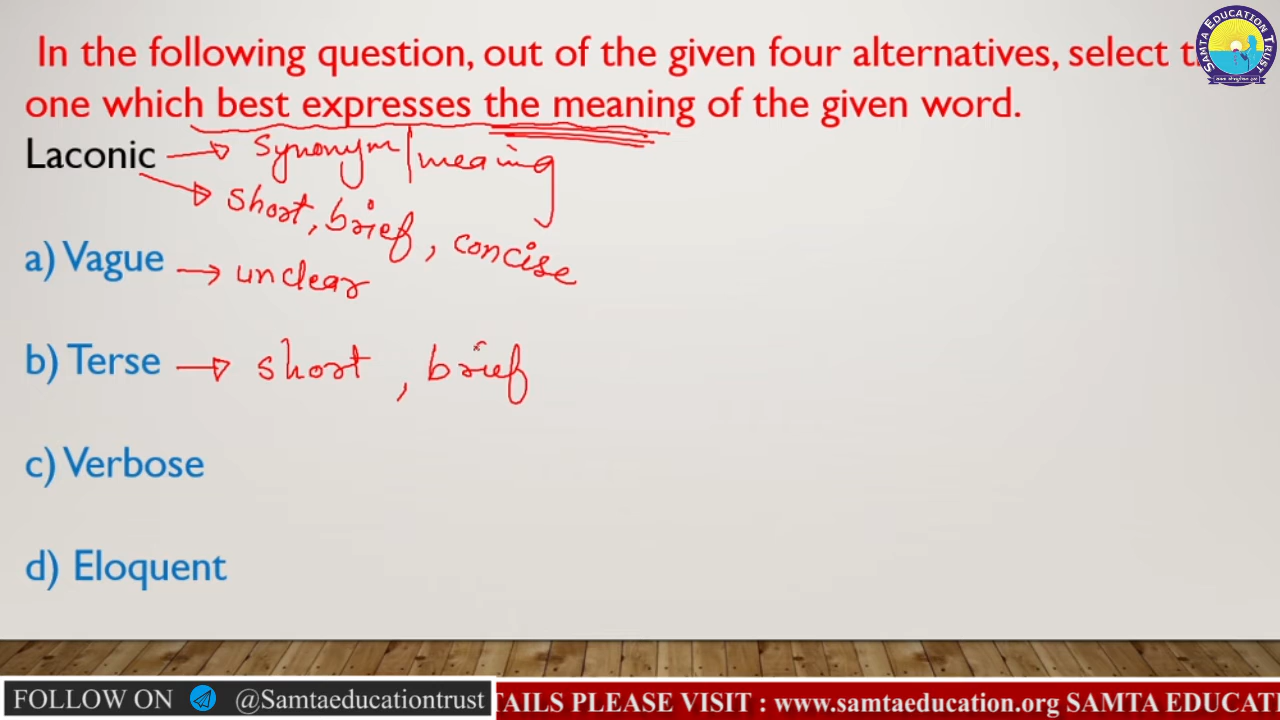 In the following question, out of the given four alternatives, select t
one which best expresses the meaning of the given word.
SAMTA EDUCATION TRUST
Laconic → synonym/meaning
short, brief, concise
a) Vague → unclear
b) Terse → short, brief
c) Verbose
d) Eloquent
FOLLOW ON @Samtaeducationtrust TAILS PLEASE VISIT : www.samtaeducation.org SAMTA EDUCAT